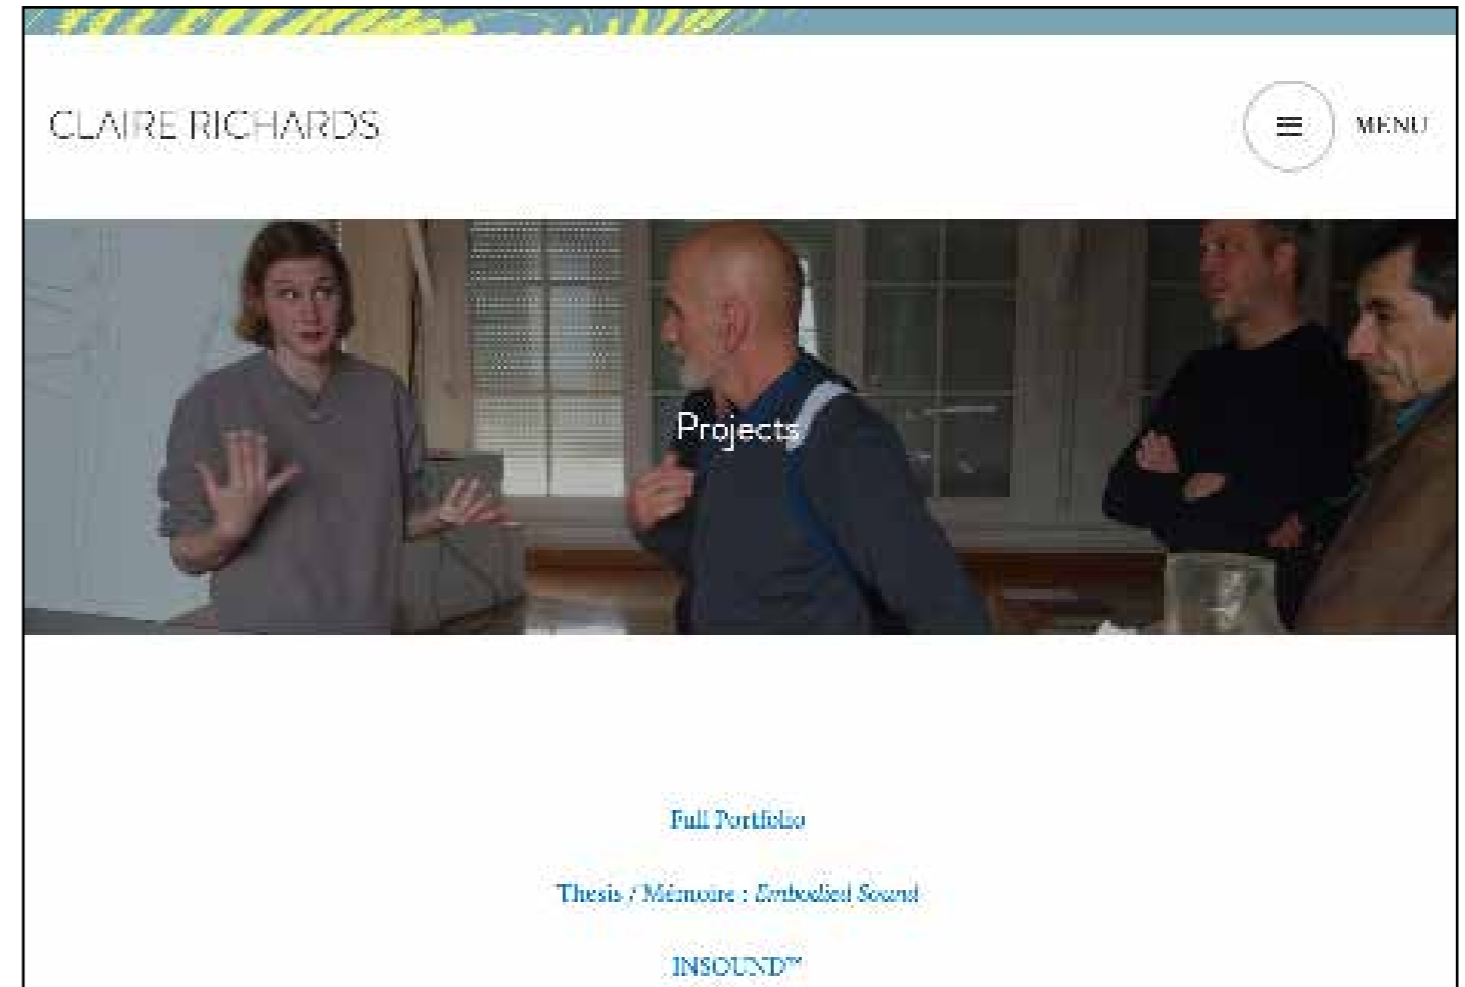 CLAIRE RICHARDS
MENU
Projects
Full Portfolio
Thesis / Mémoire : Embodied Sound
INSOUND™